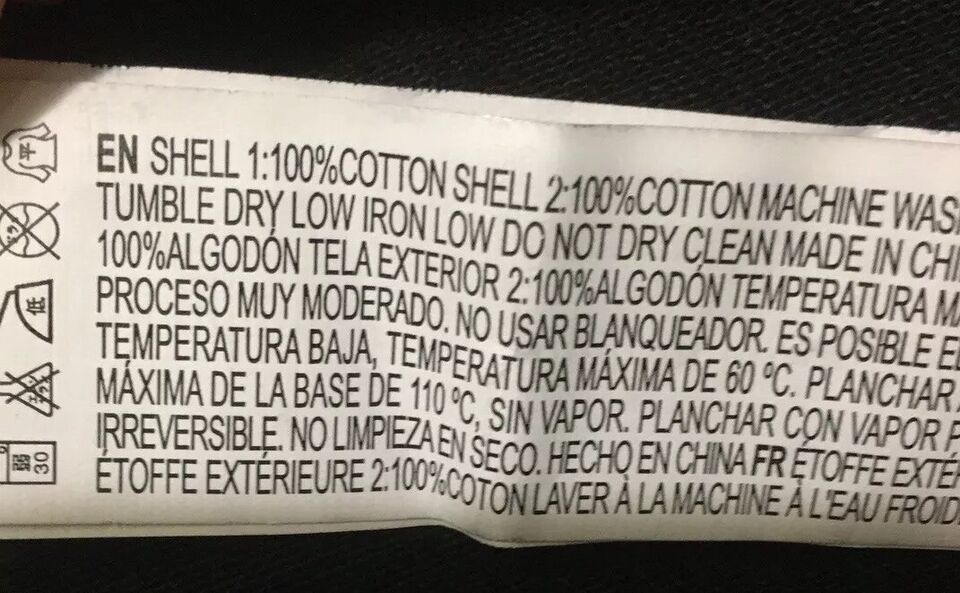 EN SHELL 1:100%COTTON SHELL 2:100%COTTON MACHINE
TUMBLE DRY LOW IRON LOW DO NOT DRY CLEAN MADE IN
100%ALGODÓN TELA EXTERIOR 2:100%ALGODÓN TEMPERATURA
PROCESO MUY MODERADO. NO USAR BLANQUEADOR. ES POSIBLE
TEMPERATURA BAJA, TEMPERATURA MÁXIMA DE 60 ºC. PLANCHAR
MÁXIMA DE LA BASE DE 110 ºC, SIN VAPOR. PLANCHAR CON VAPOR
IRREVERSIBLE. NO LIMPIEZA EN SECO. HECHO EN CHINA FR ÉTOFFE
ÉTOFFE EXTÉRIEURE 2:100%COTON LAVER À LA MACHINE À L'EAU
平
低
弱
30